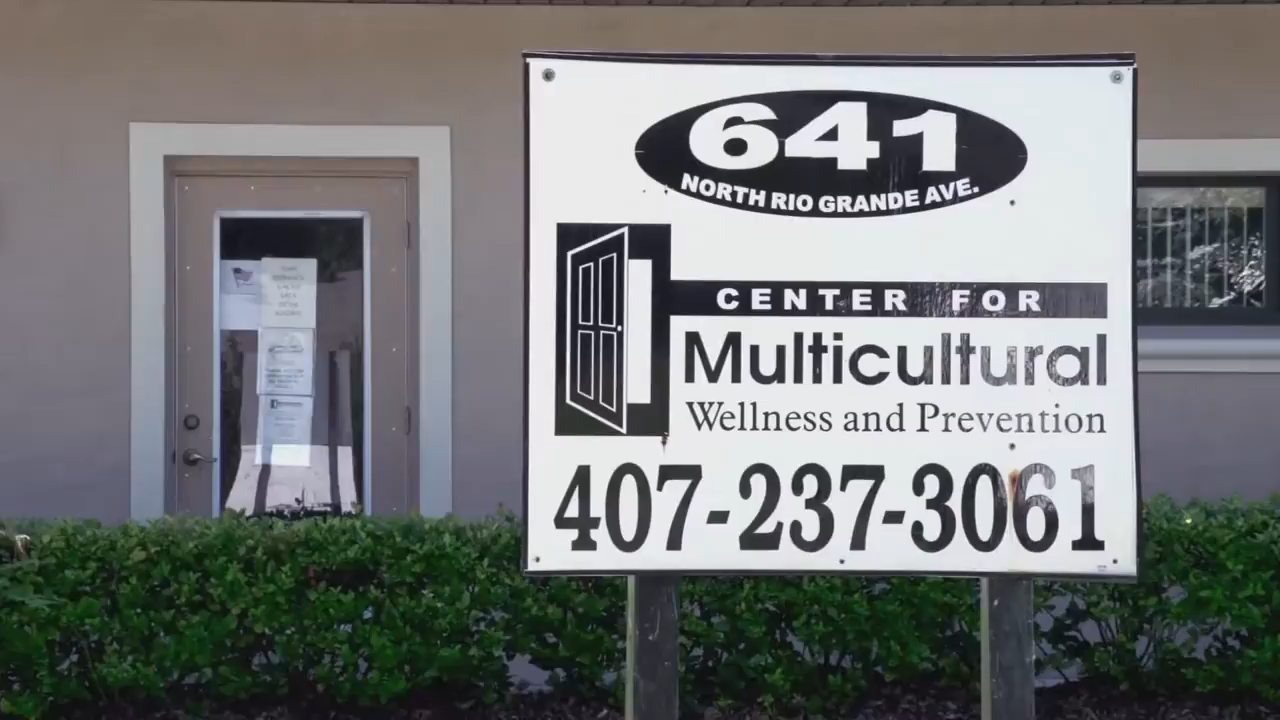 641
NORTH RIO GRANDE AVE.
CENTER FOR
Multicultural
Wellness and Prevention
407-237-3061